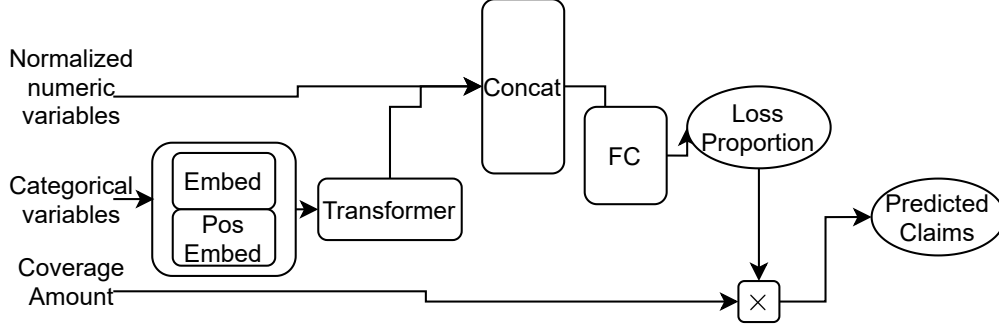 Normalized
numeric
variables
Concat
Loss
Proportion
FC
Categorical
variables
Embed
Pos
Embed
Transformer
Predicted
Claims
Coverage
Amount
×